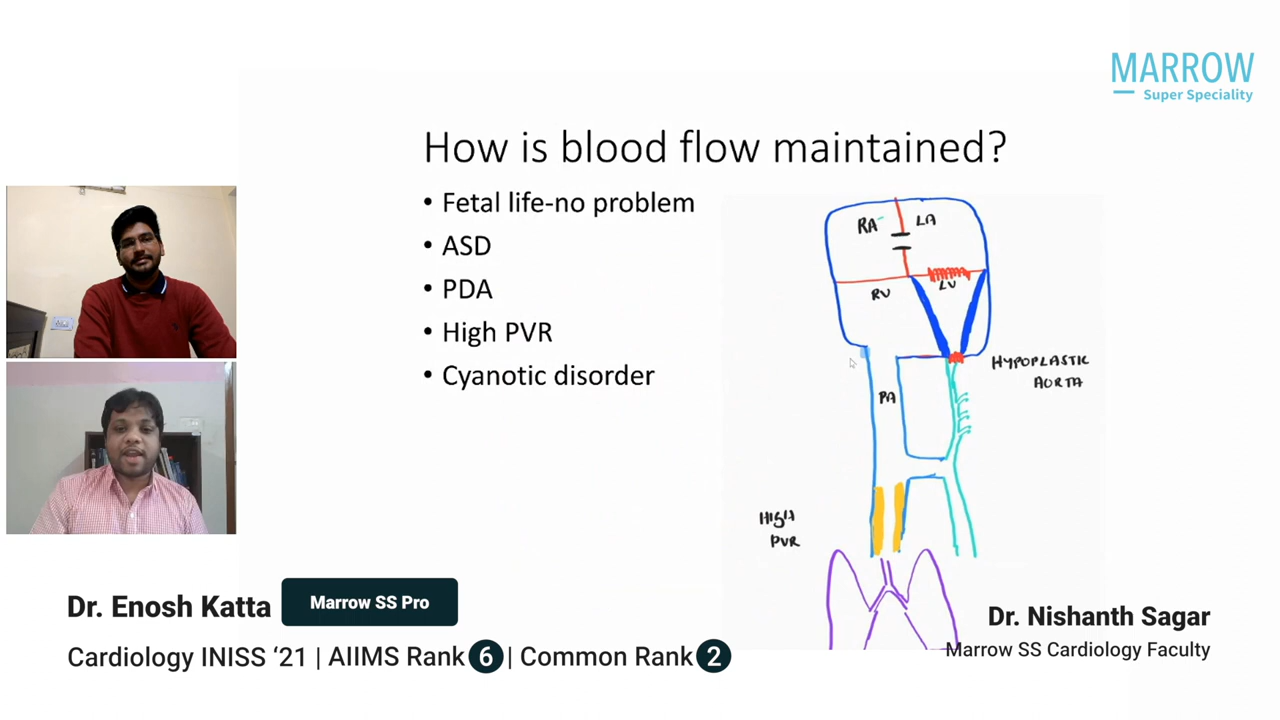 MARROW
Super Speciality
How is blood flow maintained?
• Fetal life-no problem
• ASD
• PDA
• High PVR
• Cyanotic disorder
RA LA
RV LV
HYPOPLASTIC
AORTA
PA
HIGH
PVR
Dr. Enosh Katta Marrow SS Pro
Cardiology INISS ‘21 | AIIMS Rank 6 | Common Rank 2
Dr. Nishanth Sagar
Marrow SS Cardiology Faculty